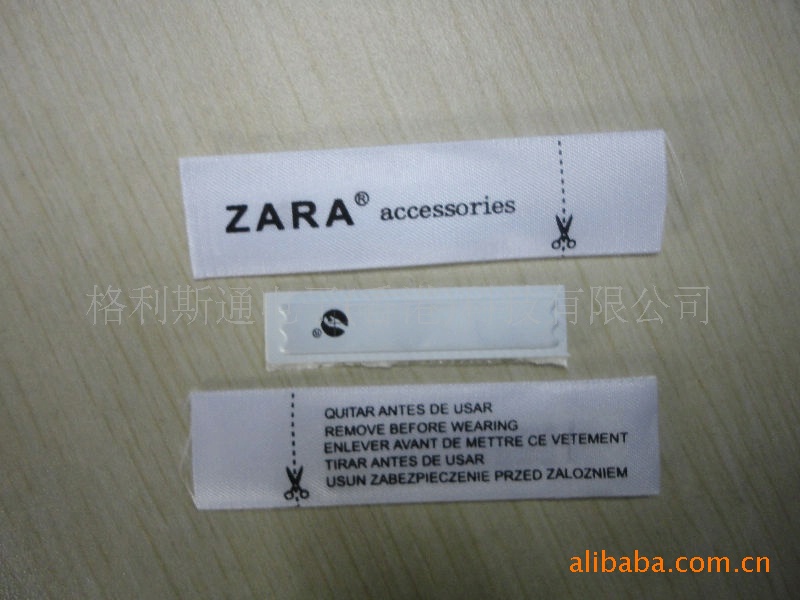 ZARA® accessories
格利斯通 有限公司
QUITAR ANTES DE USAR
REMOVE BEFORE WEARING
ENLEVER AVANT DE METTRE CE VETEMENT
TIRAR ANTES DE USAR
USUN ZABEZPIECZENIE PRZED ZALOZNIEM
alibaba.com.cn